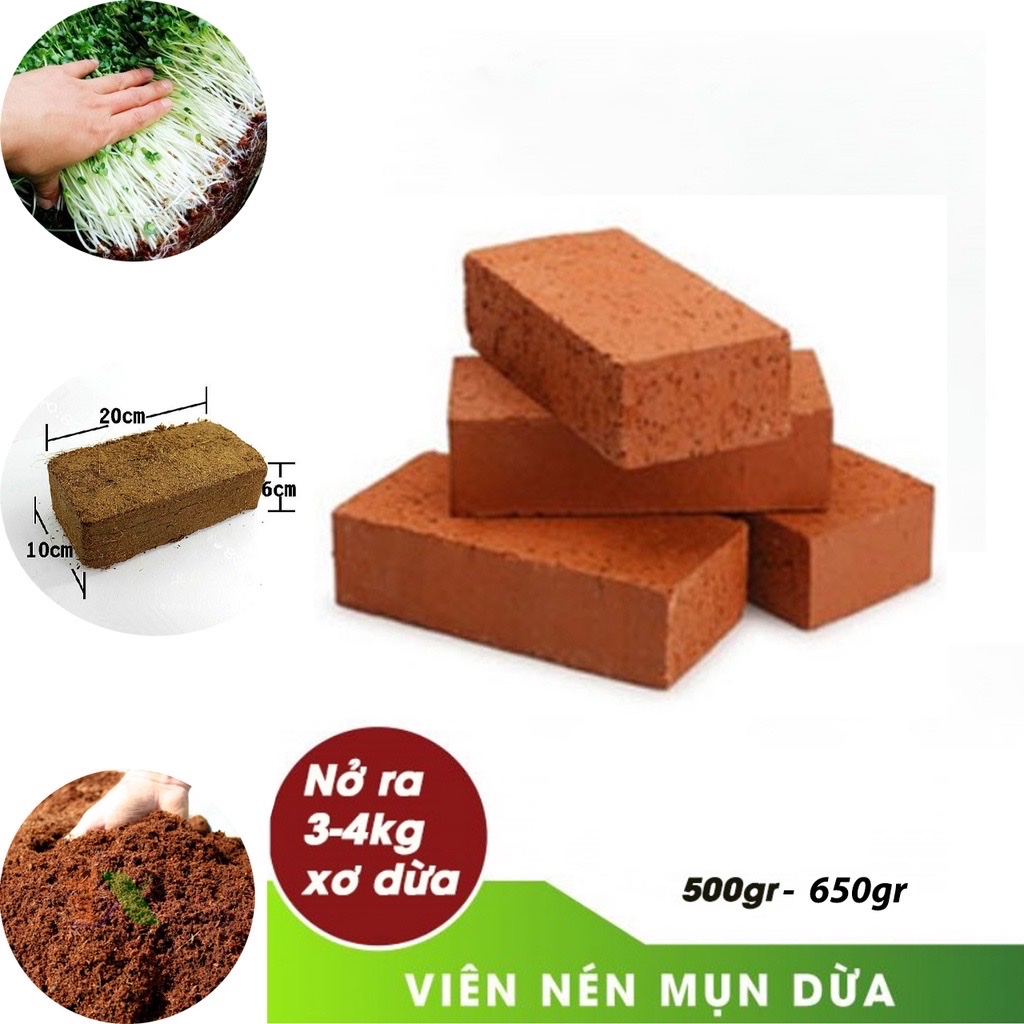 20cm
6cm
10cm
Nở ra
3-4kg
xơ dừa
500gr - 650gr
VIÊN NÉN MỤN DỪA